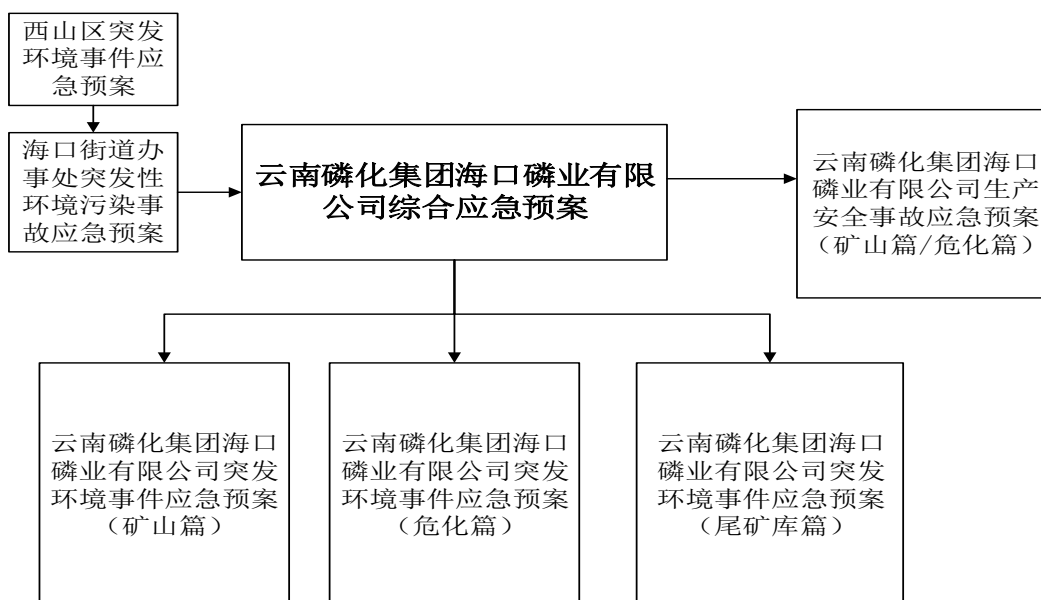 西山区突发
环境事件应
急预案
海口街道办
事处突发性
环境污染事
故应急预案
云南磷化集团海口磷业有限
公司综合应急预案
云南磷化集团海口
磷业有限公司生产
安全事故应急预案
（矿山篇/危化篇）
云南磷化集团海口
磷业有限公司突发
环境事件应急预案
（矿山篇）
云南磷化集团海口
磷业有限公司突发
环境事件应急预案
（危化篇）
云南磷化集团海口
磷业有限公司突发
环境事件应急预案
（尾矿库篇）